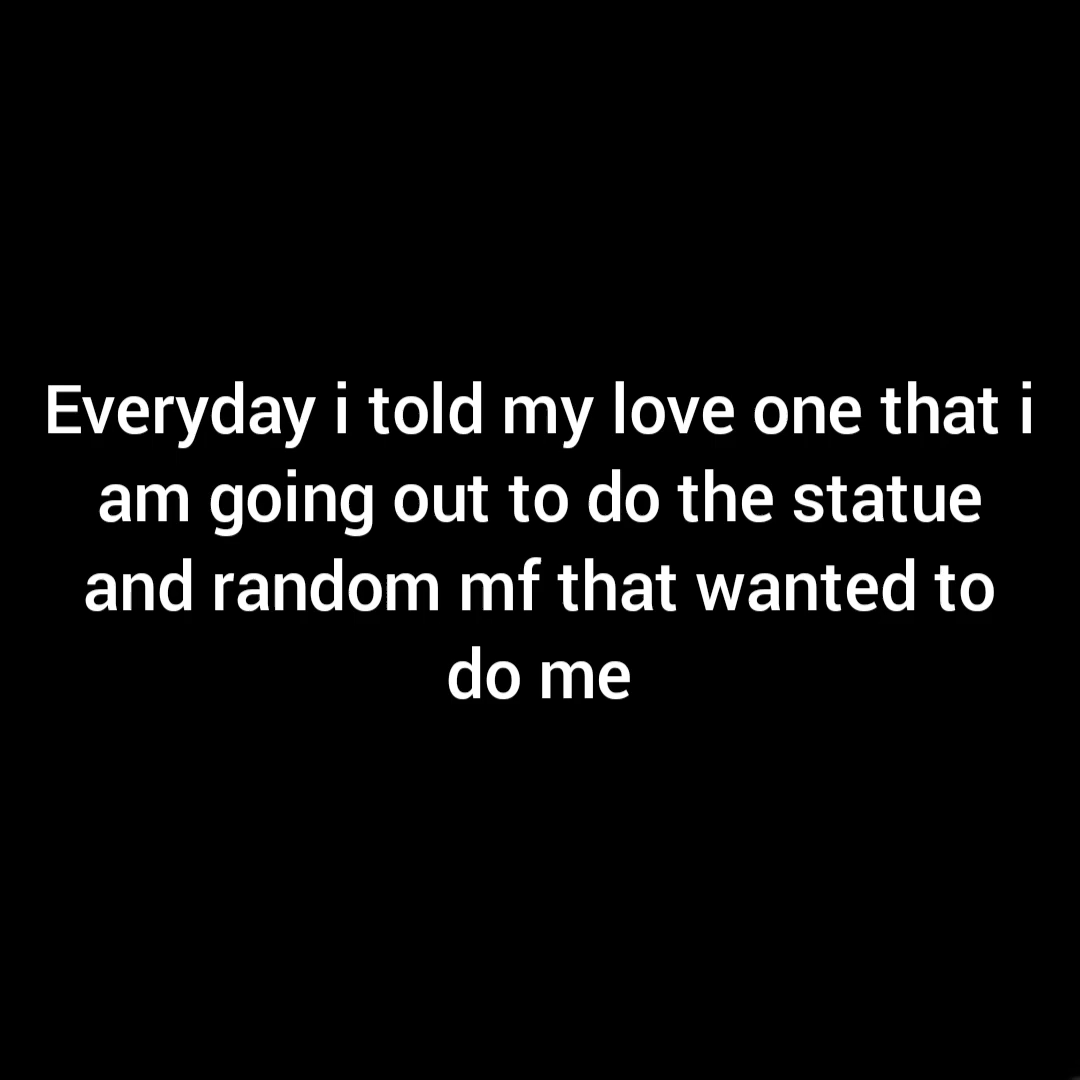 Everyday i told my love one that i
am going out to do the statue
and random mf that wanted to
do me